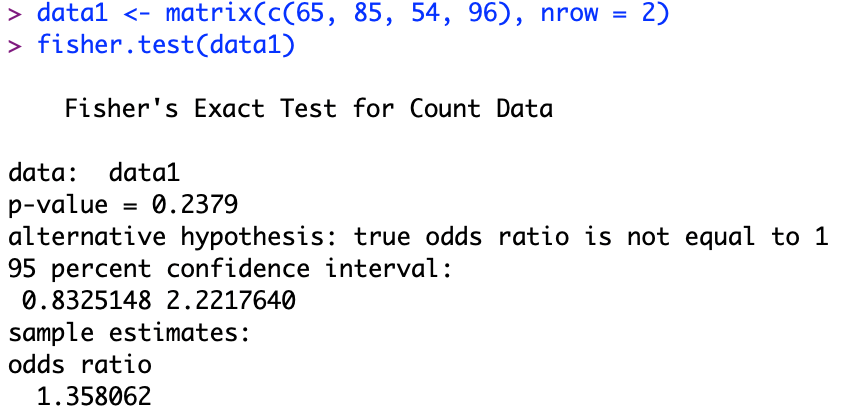 > data1 <- matrix(c(65, 85, 54, 96), nrow = 2)
> fisher.test(data1)
Fisher's Exact Test for Count Data
data:  data1
p-value = 0.2379
alternative hypothesis: true odds ratio is not equal to 1
95 percent confidence interval:
0.8325148 2.2217640
sample estimates:
odds ratio
1.358062